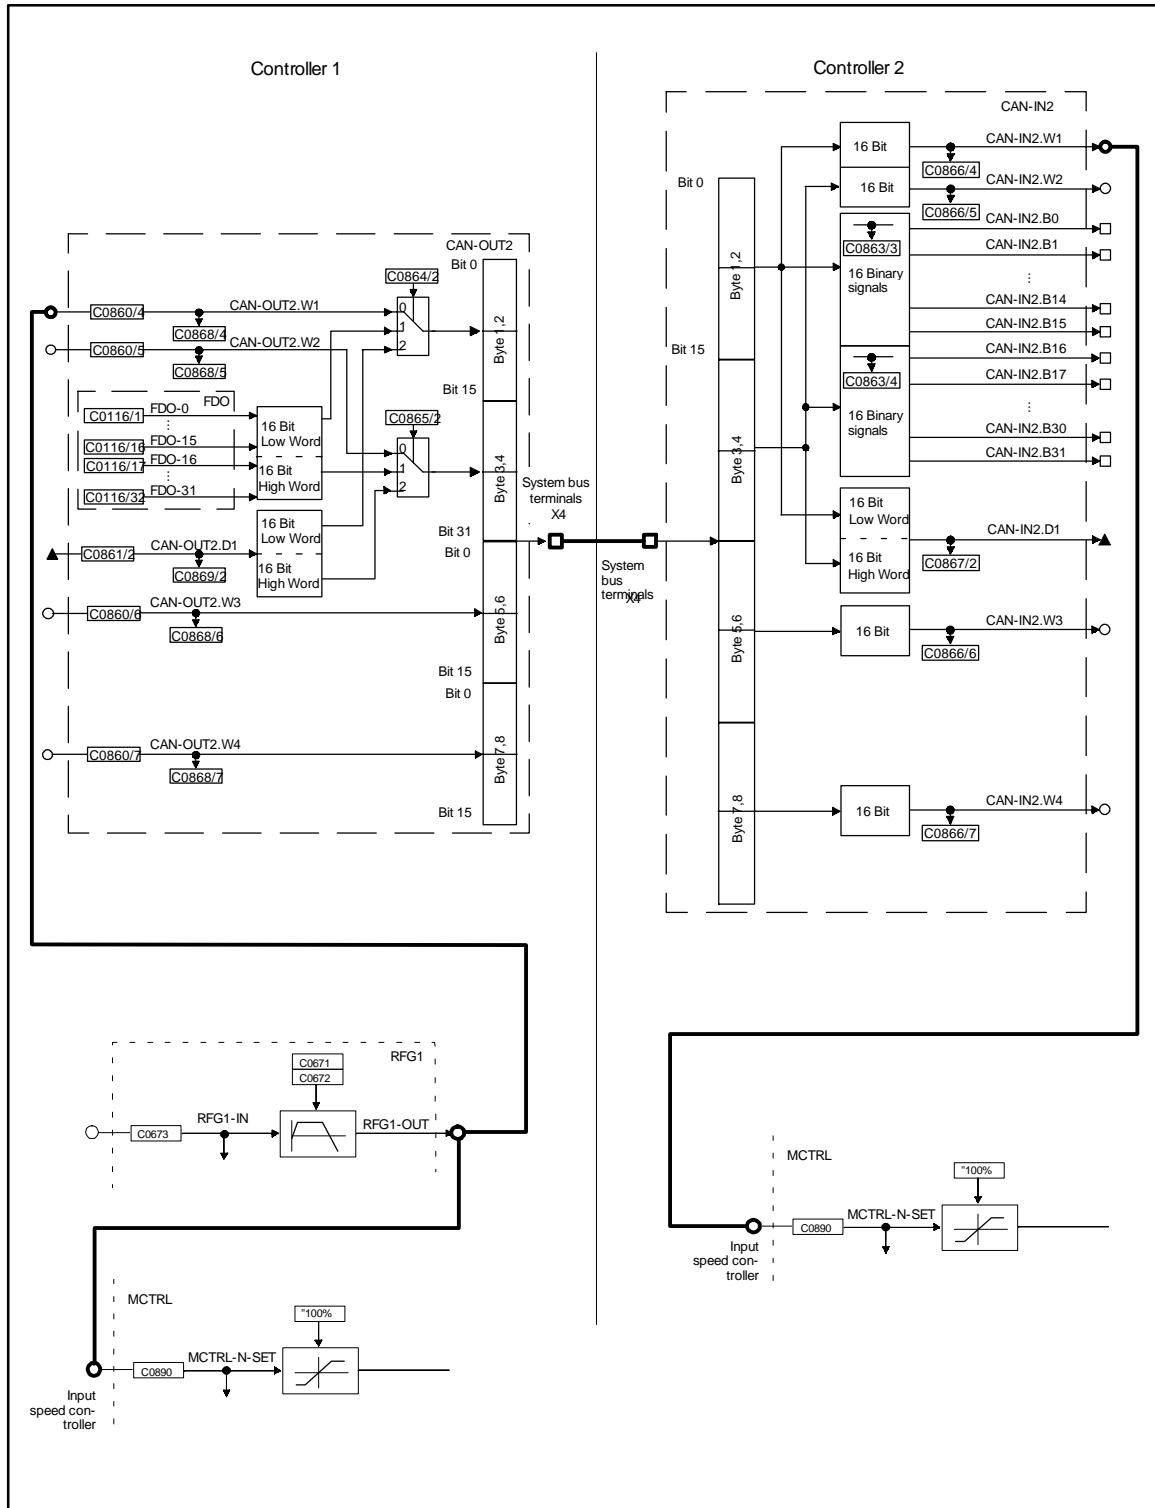 Controller 1
CAN-OUT2
Bit 0
C0864/2
C0860/4
CAN-OUT2.W1
0
C0868/4
1
C0860/5
CAN-OUT2.W2
2
C0868/5
Byte 1,2
Bit 15
FDO
C0116/1
FDO-0
C0865/2
16 Bit
Low Word
C0116/16
FDO-15
0
C0116/17
FDO-16
16 Bit
High Word
1
2
FDO-31
C0116/32
Byte 3,4
16 Bit
Low Word
Bit 31
C0861/2
CAN-OUT2.D1
Bit 0
C0869/2
16 Bit
High Word
C0860/6
CAN-OUT2.W3
C0868/6
Byte 5,6
Bit 15
Bit 0
C0860/7
CAN-OUT2.W4
C0868/7
Byte 7,8
Bit 15
System bus
terminals
X4
System
bus
terminals
X4
RFG1
C0671
C0672
C0673
RFG1-IN
RFG1-OUT
MCTRL
"100%
C0890
MCTRL-N-SET
Input
speed con-
troller
Controller 2
CAN-IN2
16 Bit
CAN-IN2.W1
C0866/4
Bit 0
16 Bit
CAN-IN2.W2
C0866/5
CAN-IN2.B0
C0863/3
CAN-IN2.B1
Byte 1,2
16 Binary
signals
CAN-IN2.B14
CAN-IN2.B15
Bit 15
CAN-IN2.B16
C0863/4
CAN-IN2.B17
16 Binary
signals
CAN-IN2.B30
Byte 3,4
CAN-IN2.B31
16 Bit
Low Word
CAN-IN2.D1
16 Bit
High Word
C0867/2
16 Bit
CAN-IN2.W3
C0866/6
Byte 5,6
16 Bit
CAN-IN2.W4
C0866/7
Byte 7,8
MCTRL
"100%
C0890
MCTRL-N-SET
Input
speed con-
troller